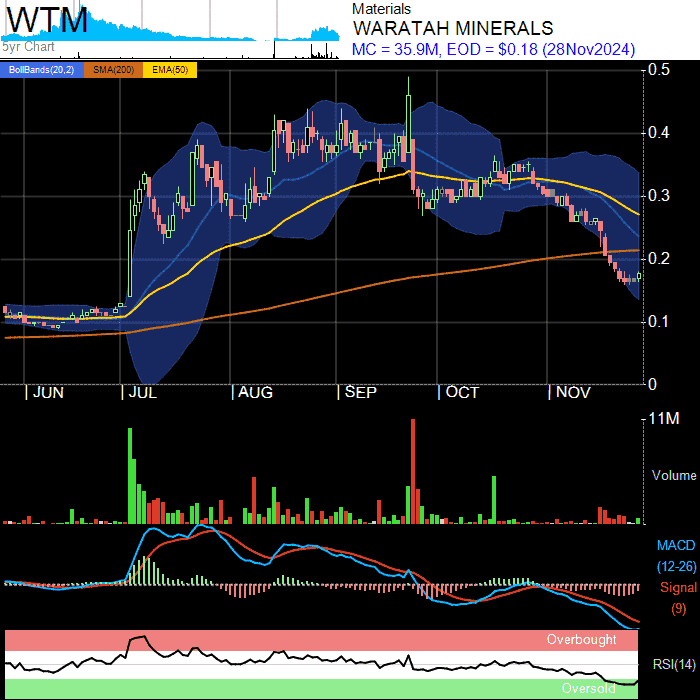 WTM
5yr Chart
Materials
WARATAH MINERALS
MC = 35.9M, EOD = $0.18 (28Nov2024)
BollBands(20,2) SMA(200) EMA(50)
0.5
0.4
0.3
0.2
0.1
0
JUN JUL AUG SEP OCT NOV
11M
Volume
MACD
(12-26)
Signal
(9)
Overbought
RSI(14)
Oversold